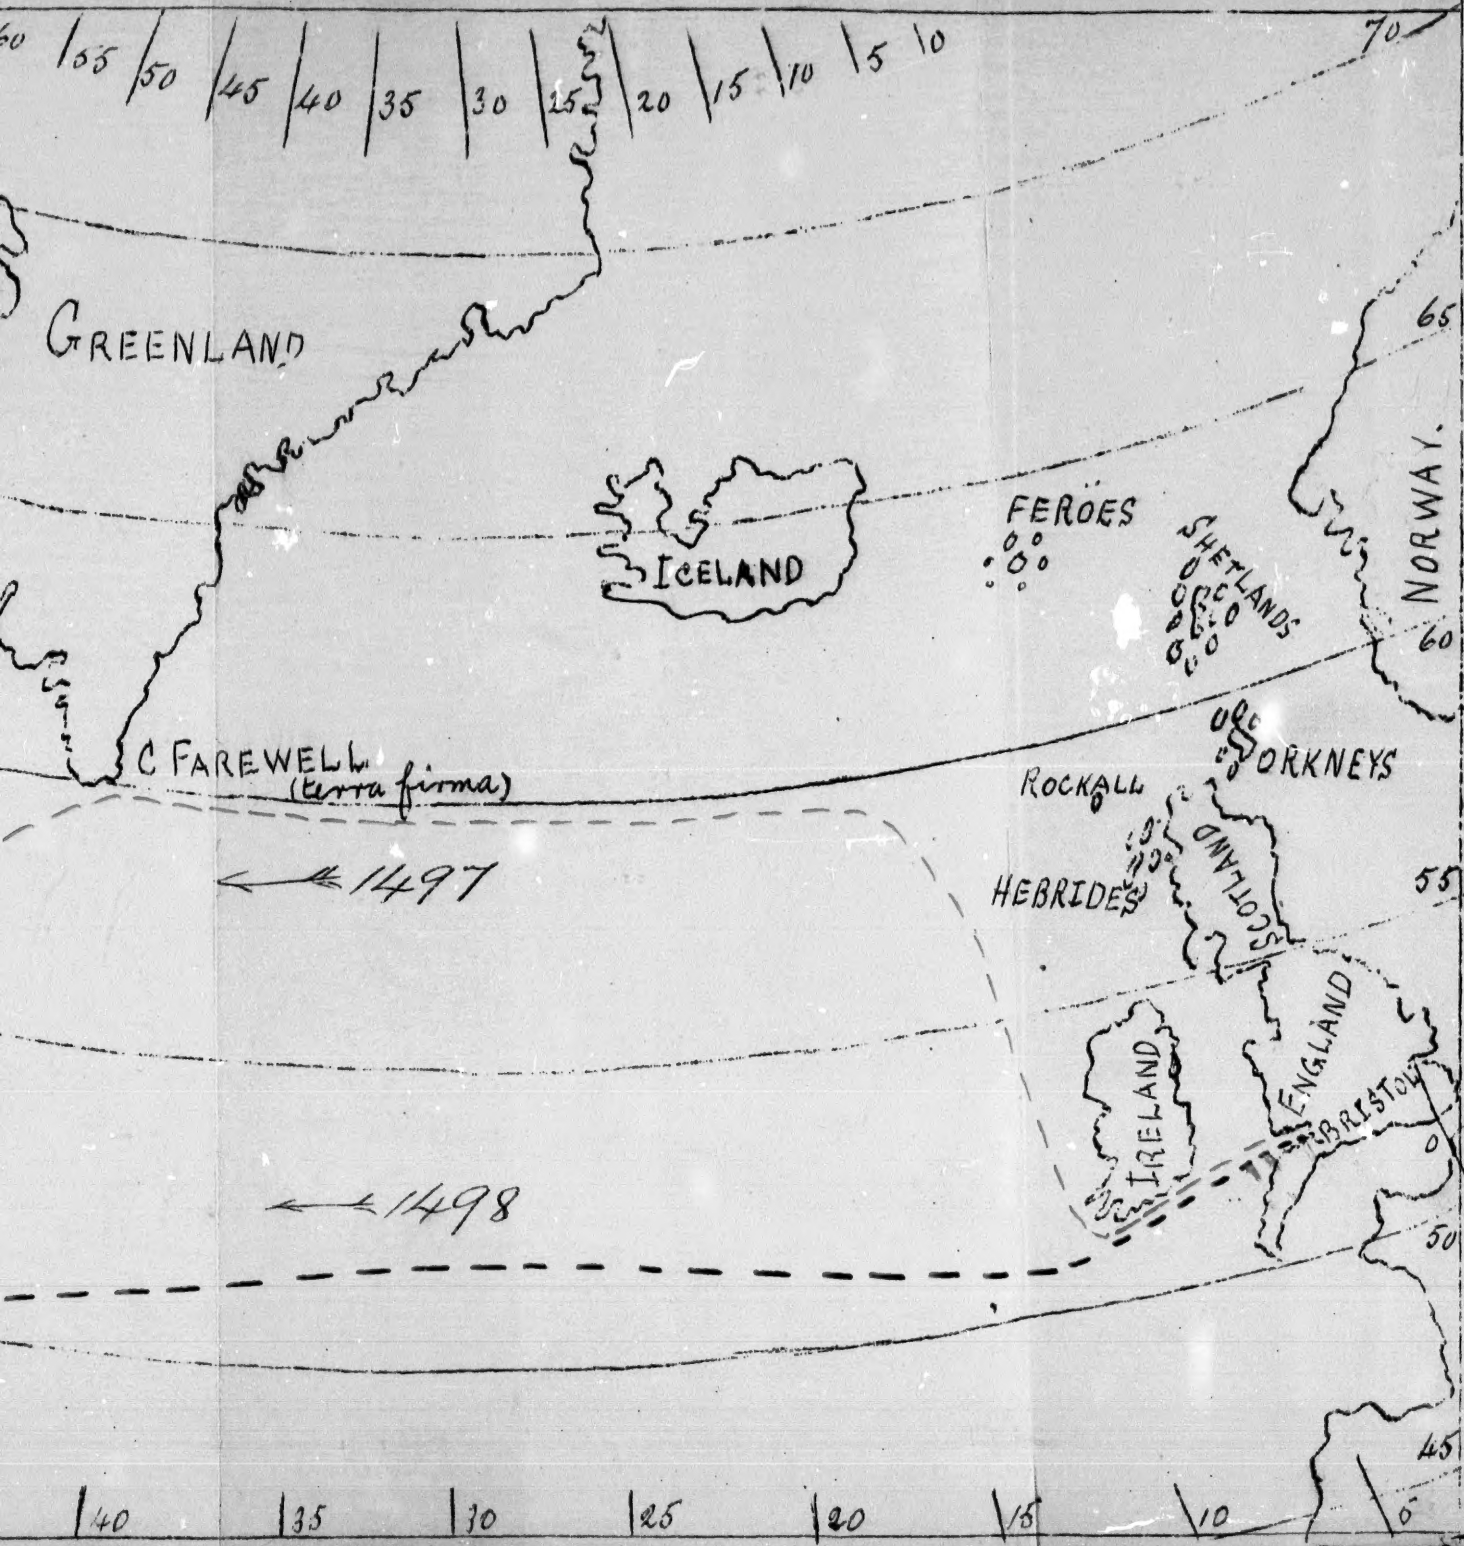 60 55 50 45 40 35 30 25 20 15 10 5 0 70
GREENLAND
65
NORWAY.
FERÖES
SHETLANDS
ICELAND
60
C FAREWELL
(terra firma)
ORKNEYS
ROCKALL
SCOTLAND
1497
HEBRIDES
55
ENGLAND
IRELAND
BRISTOL
0
1498
50
45
40 35 30 25 20 15 10 5